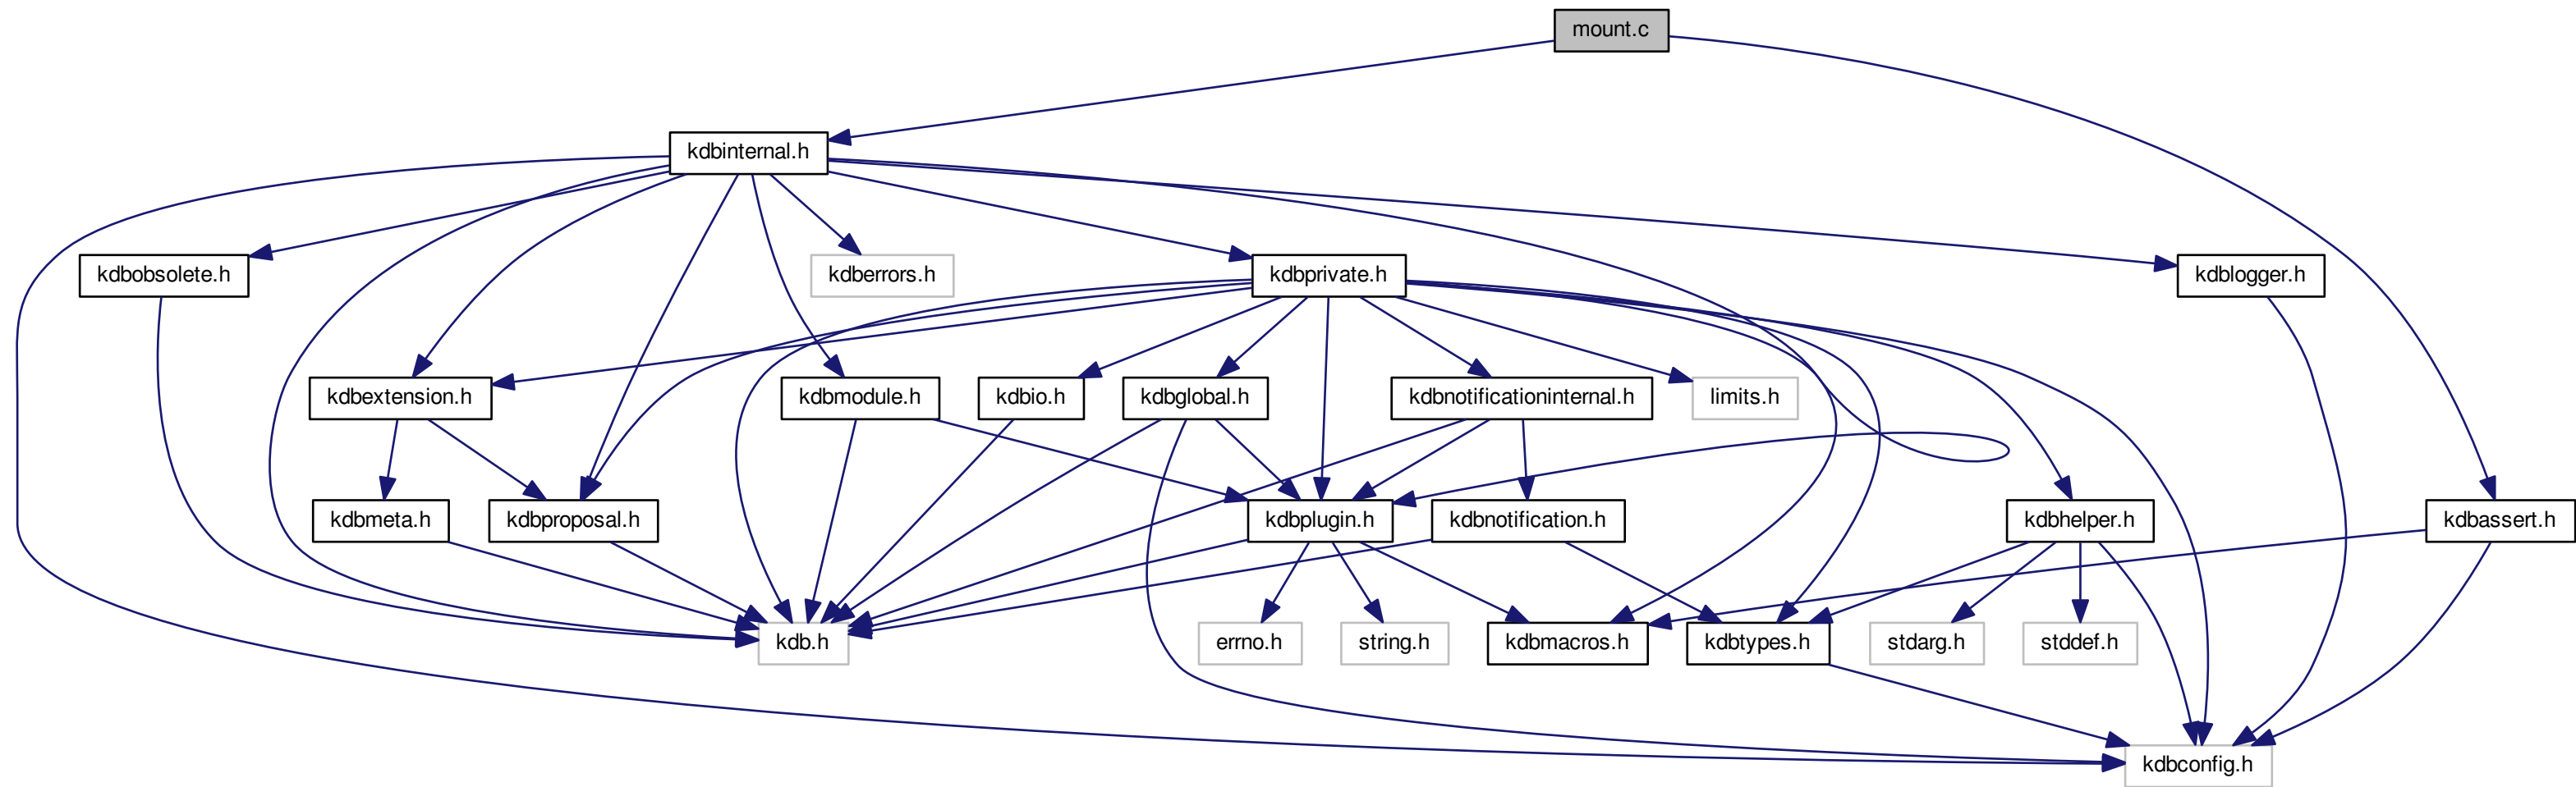 mount.c
kdbinternal.h
kdbobsolete.h
kdberrors.h
kdbprivate.h
kdblogger.h
kdbextension.h
kdbmodule.h
kdbio.h
kdbglobal.h
kdbnotificationinternal.h
limits.h
kdbmeta.h
kdbproposal.h
kdbplugin.h
kdbnotification.h
kdbhelper.h
kdbassert.h
kdb.h
errno.h
string.h
kdbmacros.h
kdbtypes.h
stdarg.h
stddef.h
kdbconfig.h